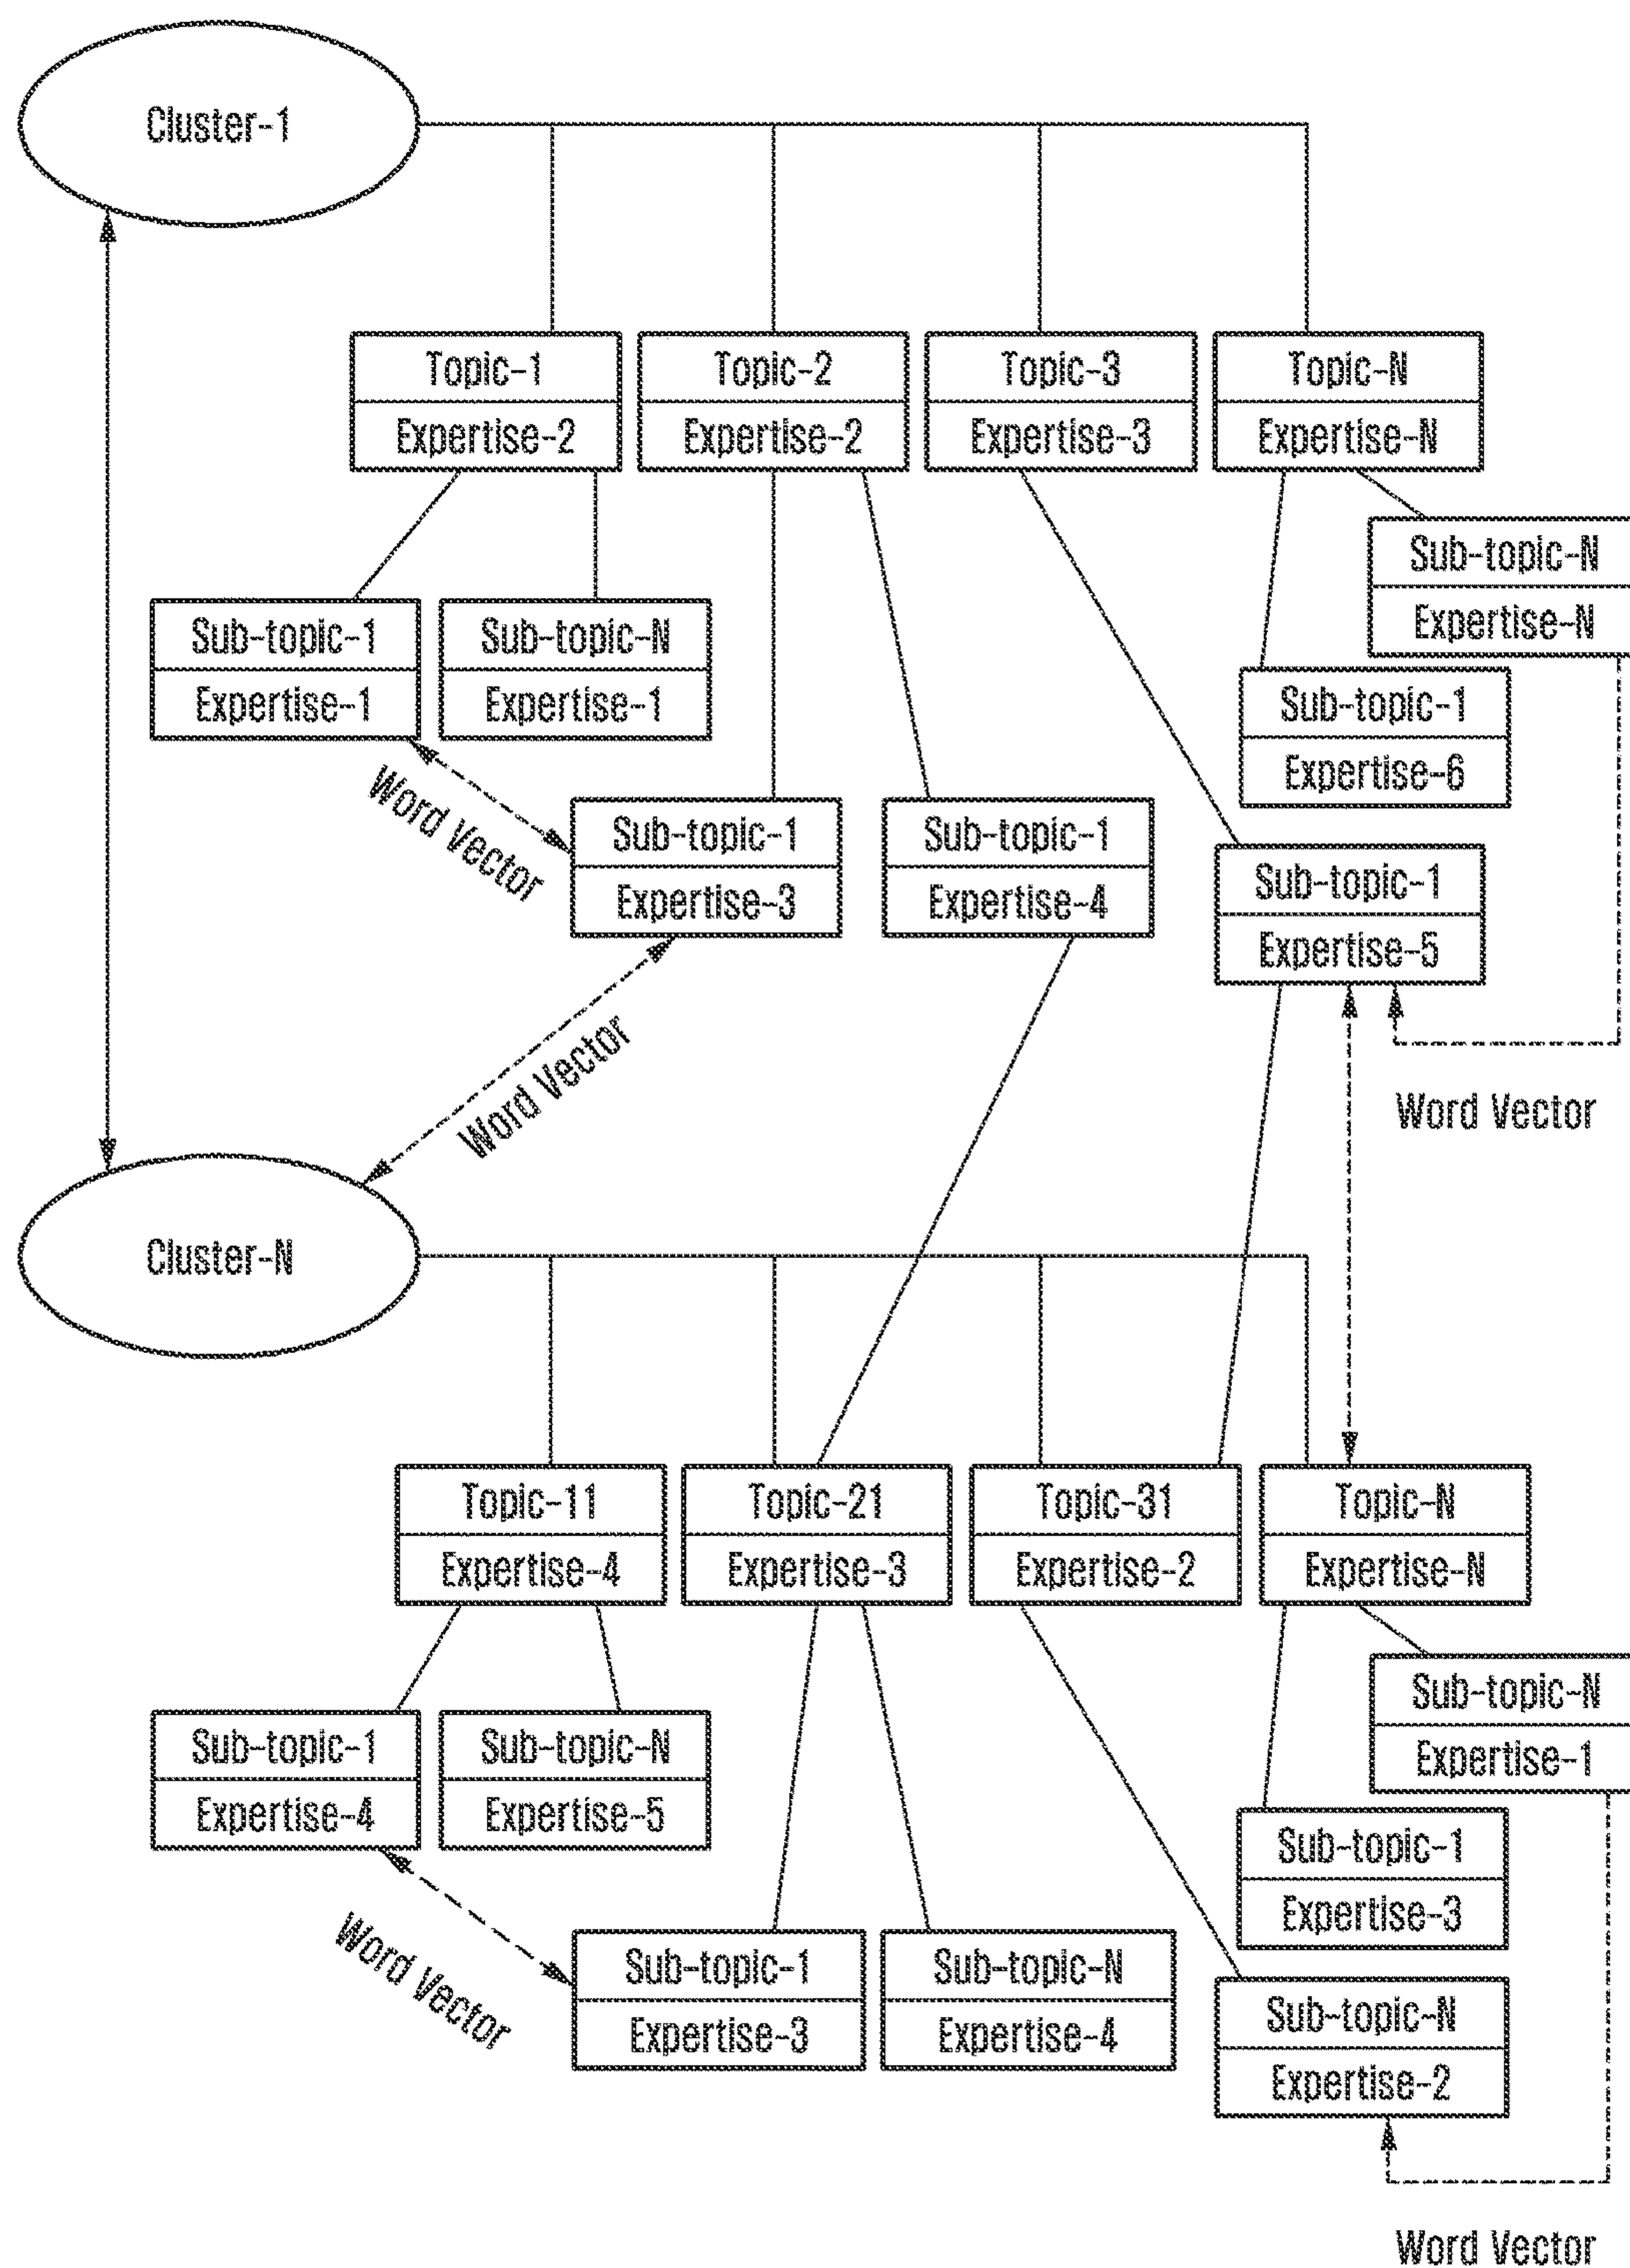 Cluster-1
Topic-1
Expertise-2
Topic-2
Expertise-2
Topic-3
Expertise-3
Topic-N
Expertise-N
Sub-topic-N
Expertise-N
Sub-topic-1
Expertise-1
Sub-topic-N
Expertise-1
Sub-topic-1
Expertise-6
Word Vector
Sub-topic-1
Expertise-3
Sub-topic-1
Expertise-4
Sub-topic-1
Expertise-5
Word Vector
Word Vector
Cluster-N
Topic-11
Expertise-4
Topic-21
Expertise-3
Topic-31
Expertise-2
Topic-N
Expertise-N
Sub-topic-N
Expertise-1
Sub-topic-1
Expertise-4
Sub-topic-N
Expertise-5
Sub-topic-1
Expertise-3
Word Vector
Sub-topic-1
Expertise-3
Sub-topic-N
Expertise-4
Sub-topic-N
Expertise-2
Word Vector